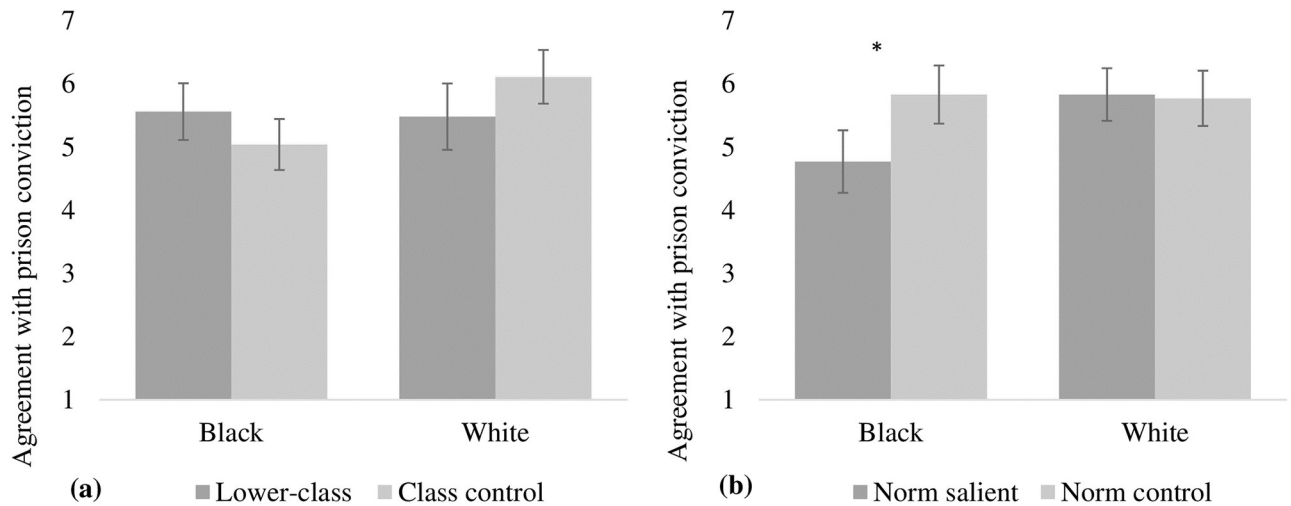 Agreement with prison conviction
7
6
5
4
3
2
1
Black White
(a) Lower-class Class control
Agreement with prison conviction
7
6
5
4
3
2
1
*
Black White
(b) Norm salient Norm control